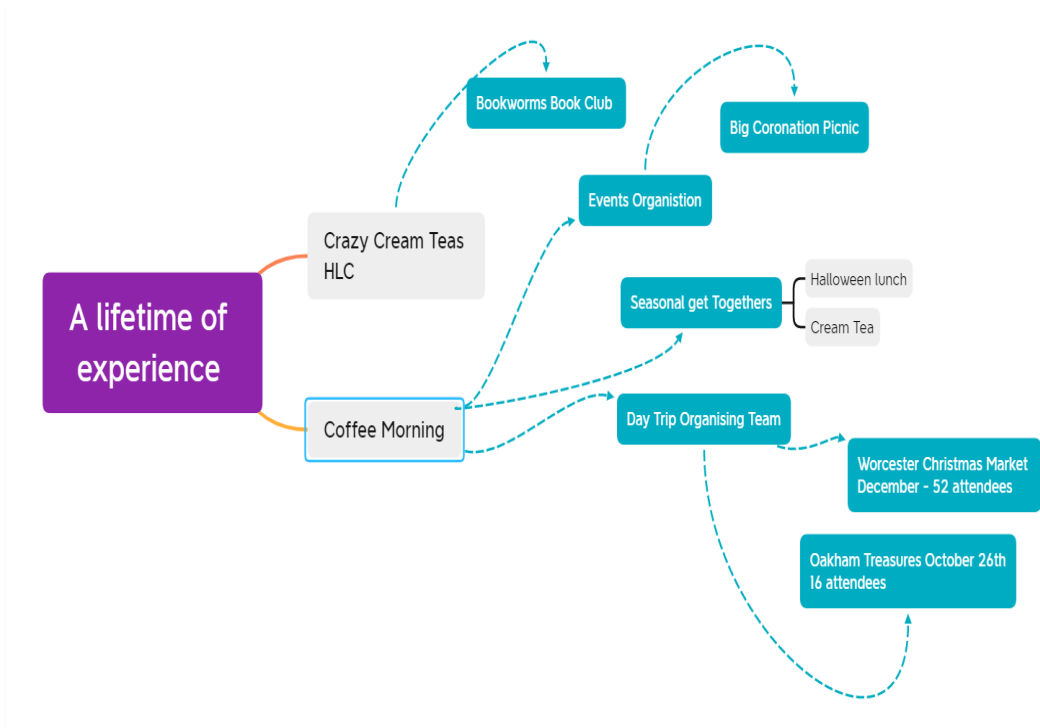 Bookworms Book Club
Big Coronation Picnic
Events Organistion
Crazy Cream Teas
HLC
A lifetime of
experience
Seasonal get Togethers
Halloween lunch
Cream Tea
Coffee Morning
Day Trip Organising Team
Worcester Christmas Market
December - 52 attendees
Oakham Treasures October 26th
16 attendees